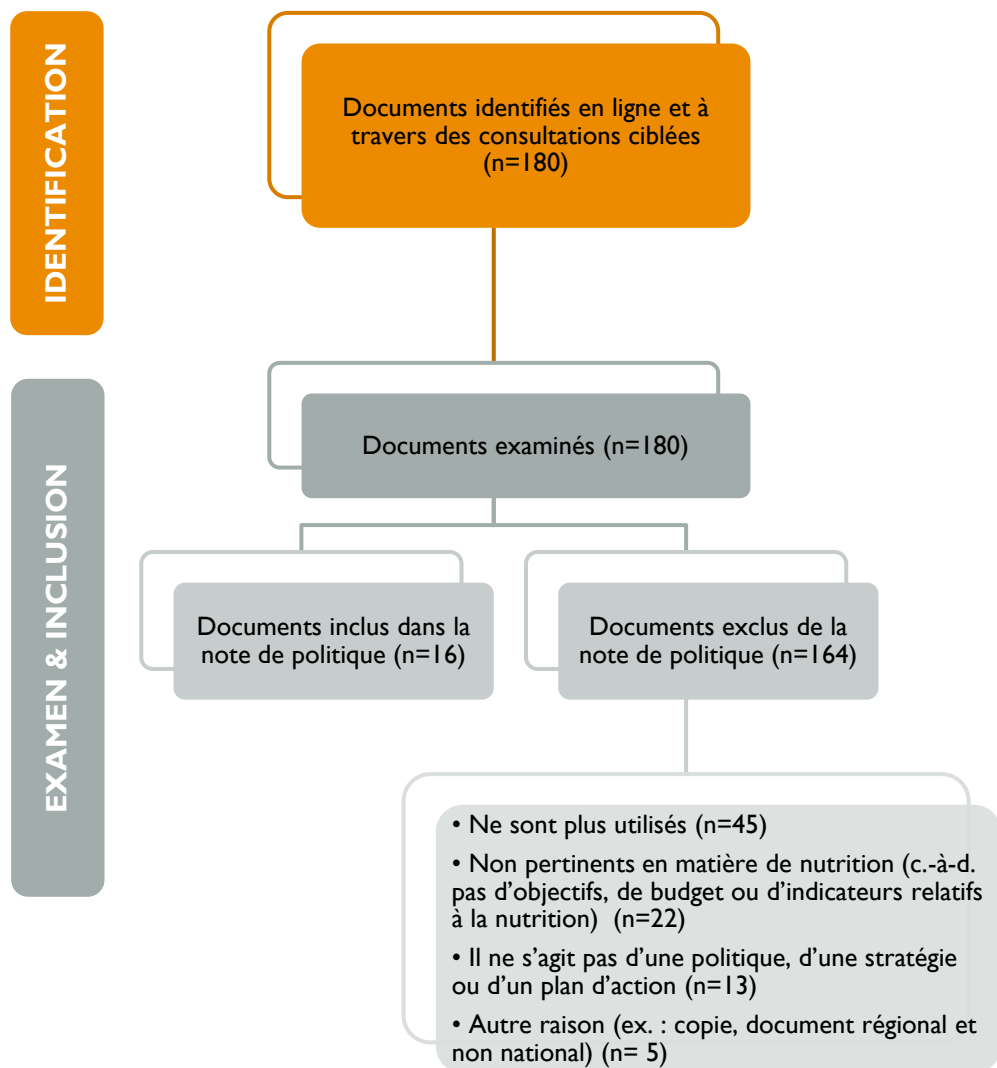 IDENTIFICATION
Documents identifiés en ligne et à
travers des consultations ciblées
(n=180)
EXAMEN & INCLUSION
Documents examinés (n=180)
Documents inclus dans la
note de politique (n=16)
Documents exclus de la
note de politique (n=164)
• Ne sont plus utilisés (n=45)
• Non pertinents en matière de nutrition (c.-à-d.
pas d’objectifs, de budget ou d’indicateurs relatifs
à la nutrition) (n=22)
• Il ne s’agit pas d’une politique, d’une stratégie
ou d’un plan d’action (n=13)
• Autre raison (ex. : copie, document régional et
non national) (n= 5)